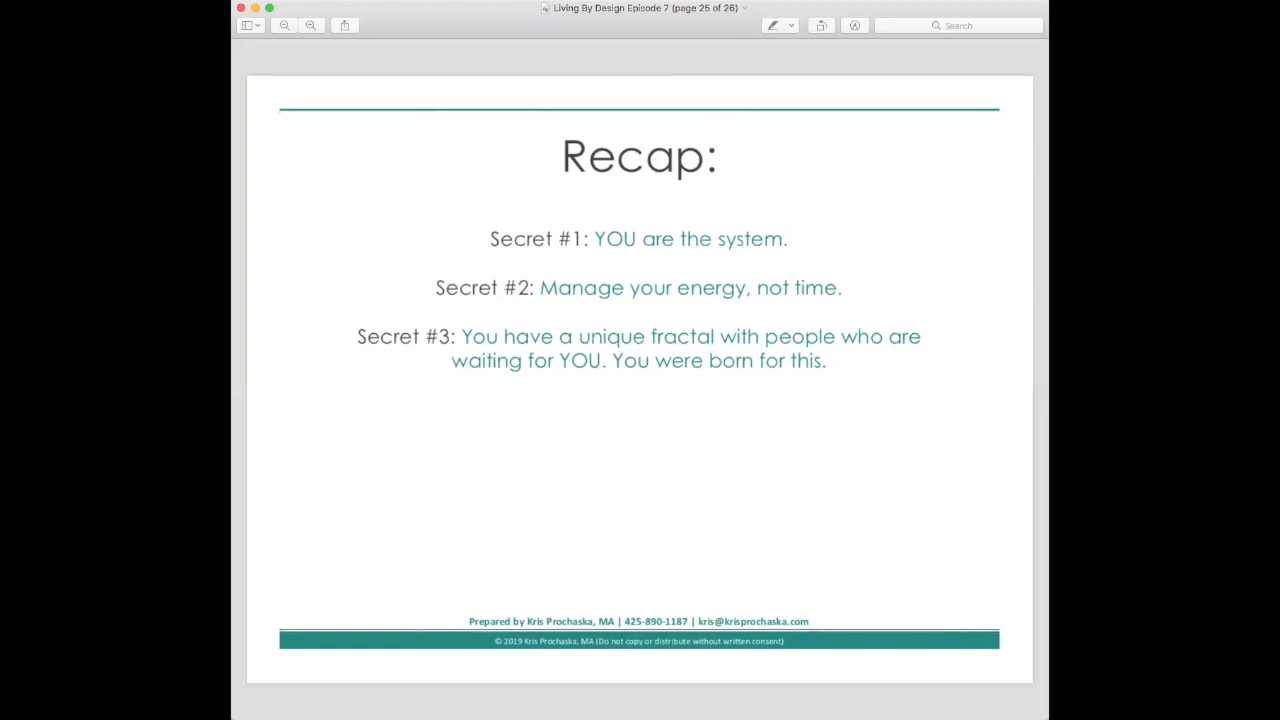 Living By Design Episode 7 (page 25 of 26)
Search
Recap:
Secret #1: YOU are the system.
Secret #2: Manage your energy, not time.
Secret #3: You have a unique fractal with people who are
waiting for YOU. You were born for this.
Prepared by Kris Prochaska, MA | 425-890-1187 | kris@krisprochaska.com
© 2019 Kris Prochaska, MA (Do not copy or distribute without written consent)